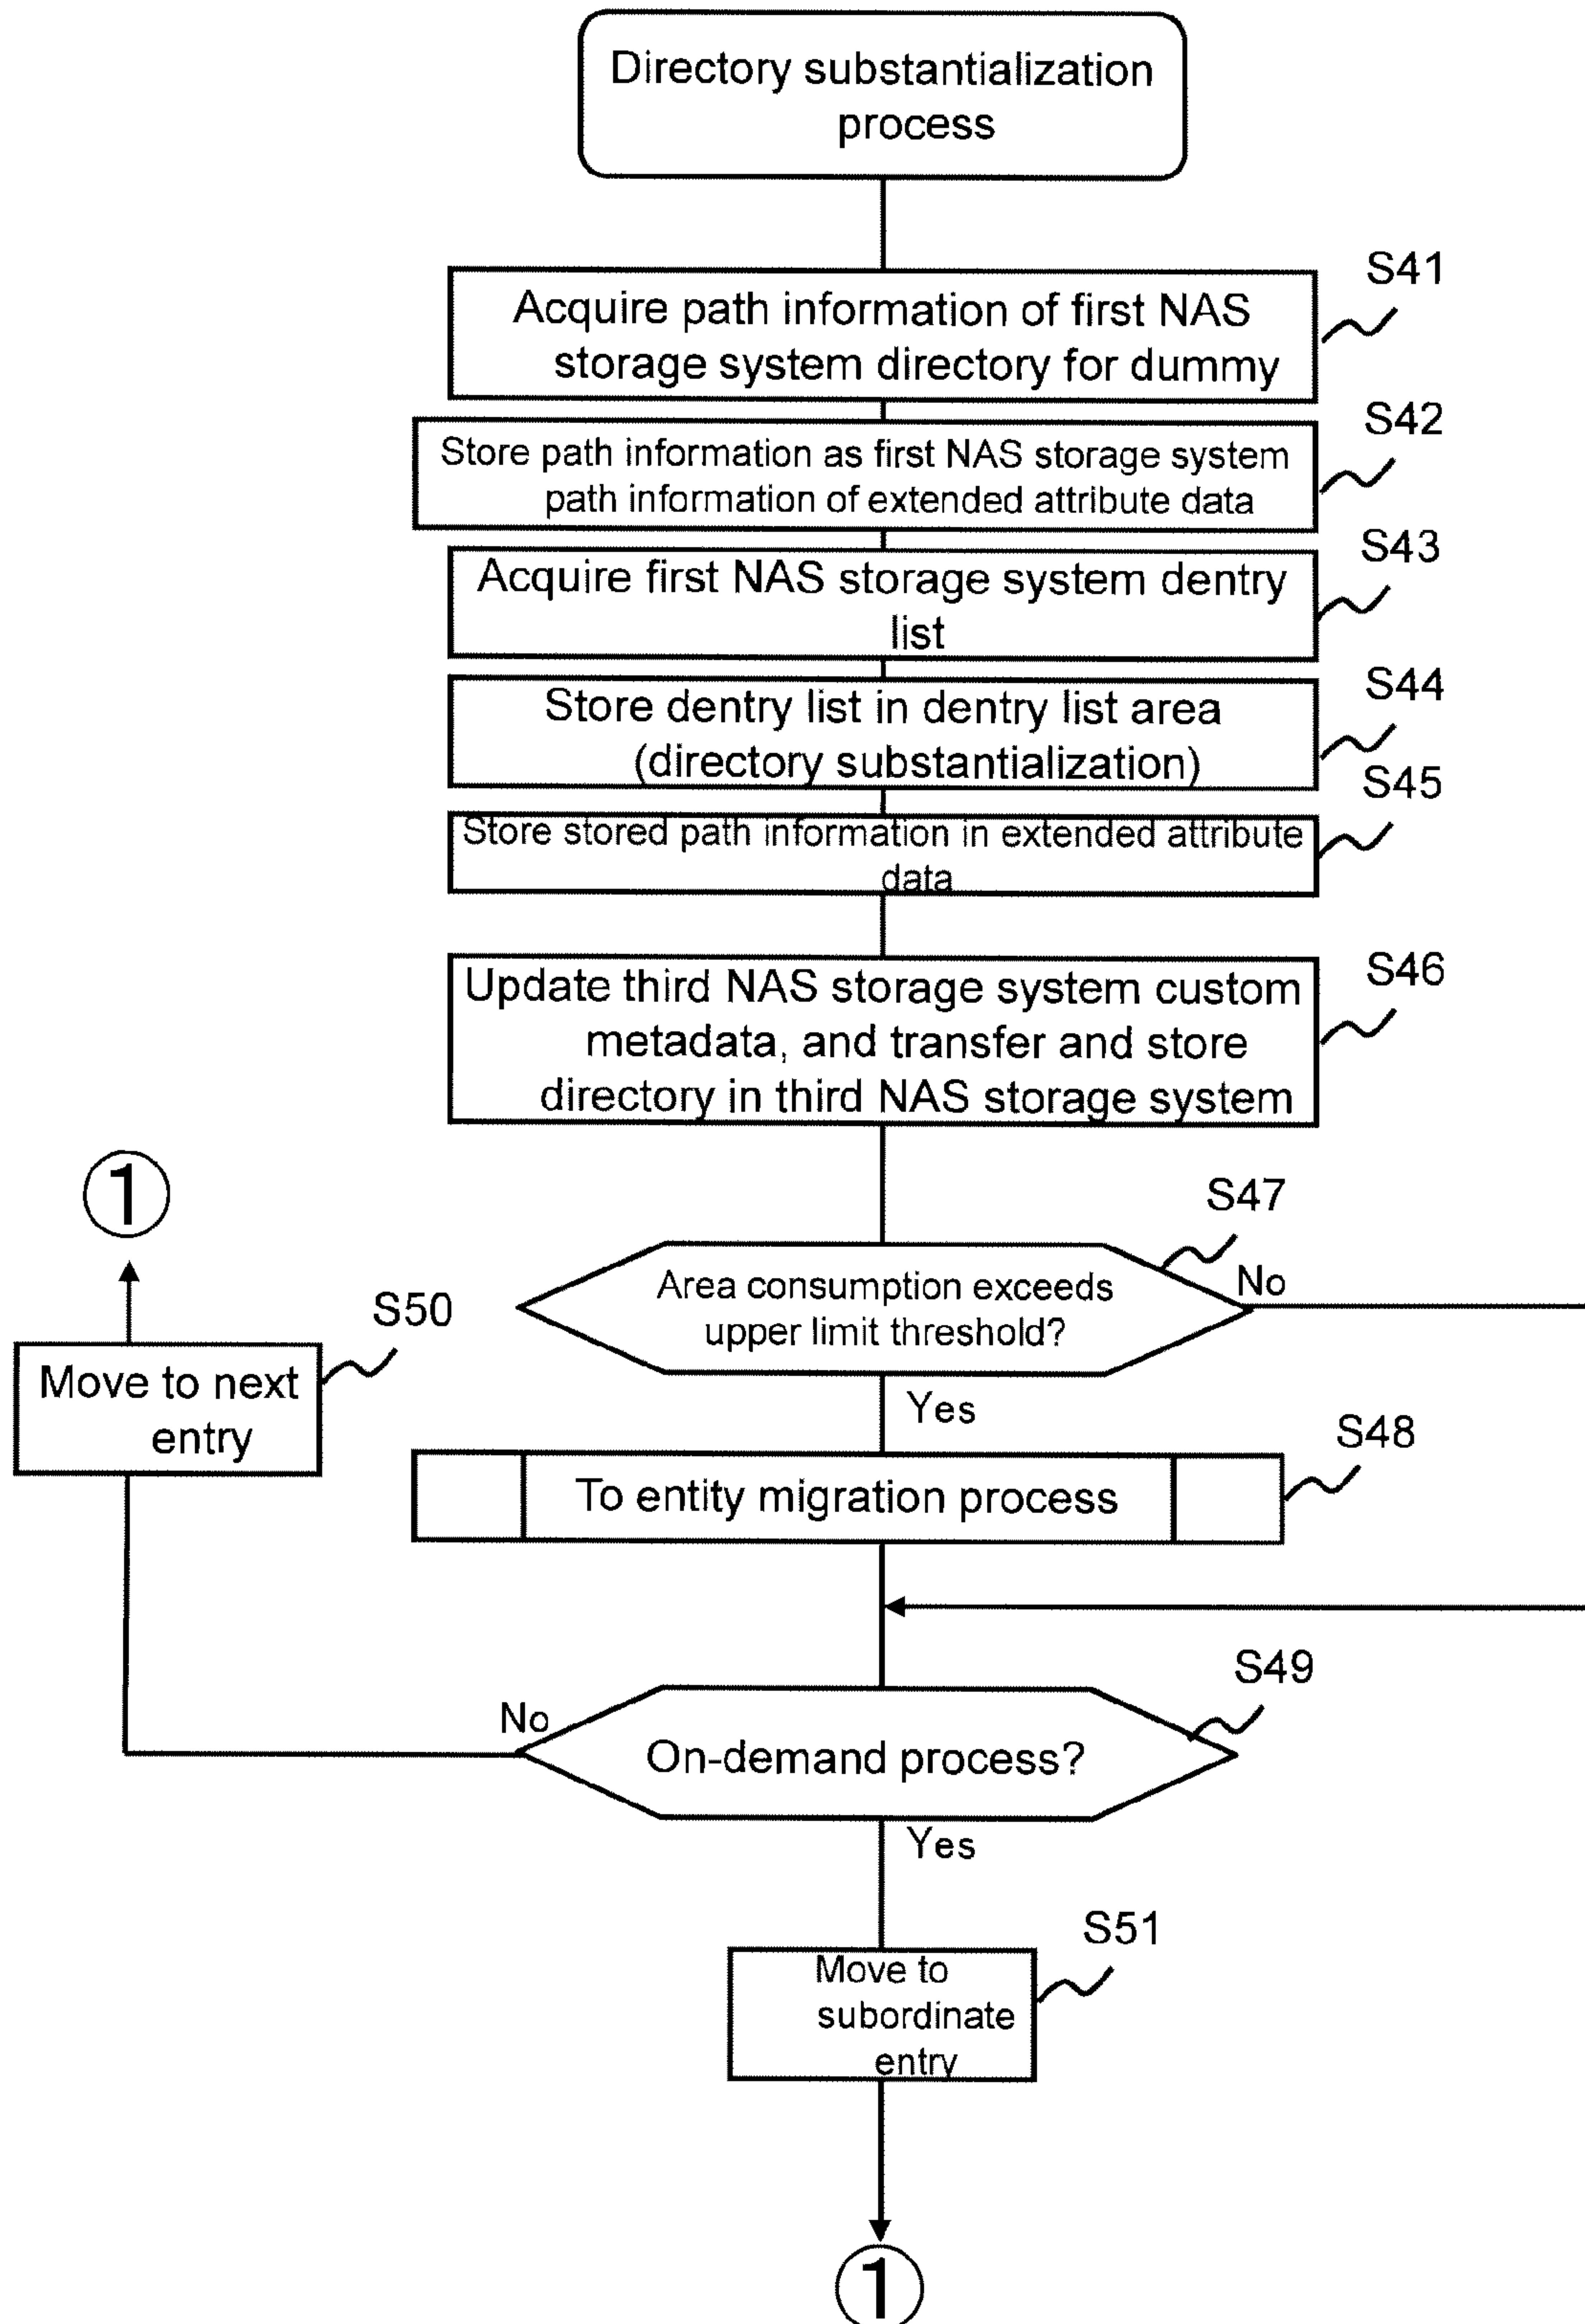 Directory substantialization
process
S41
Acquire path information of first NAS
storage system directory for dummy
S42
Store path information as first NAS storage system
path information of extended attribute data
S43
Acquire first NAS storage system dentry
list
S44
Store dentry list in dentry list area
(directory substantialization)
S45
Store stored path information in extended attribute
data
S46
Update third NAS storage system custom
metadata, and transfer and store
directory in third NAS storage system
1
S47
Area consumption exceeds
upper limit threshold?
No
S50
Move to next
entry
Yes
S48
To entity migration process
S49
No
On-demand process?
Yes
S51
Move to
subordinate
entry
1